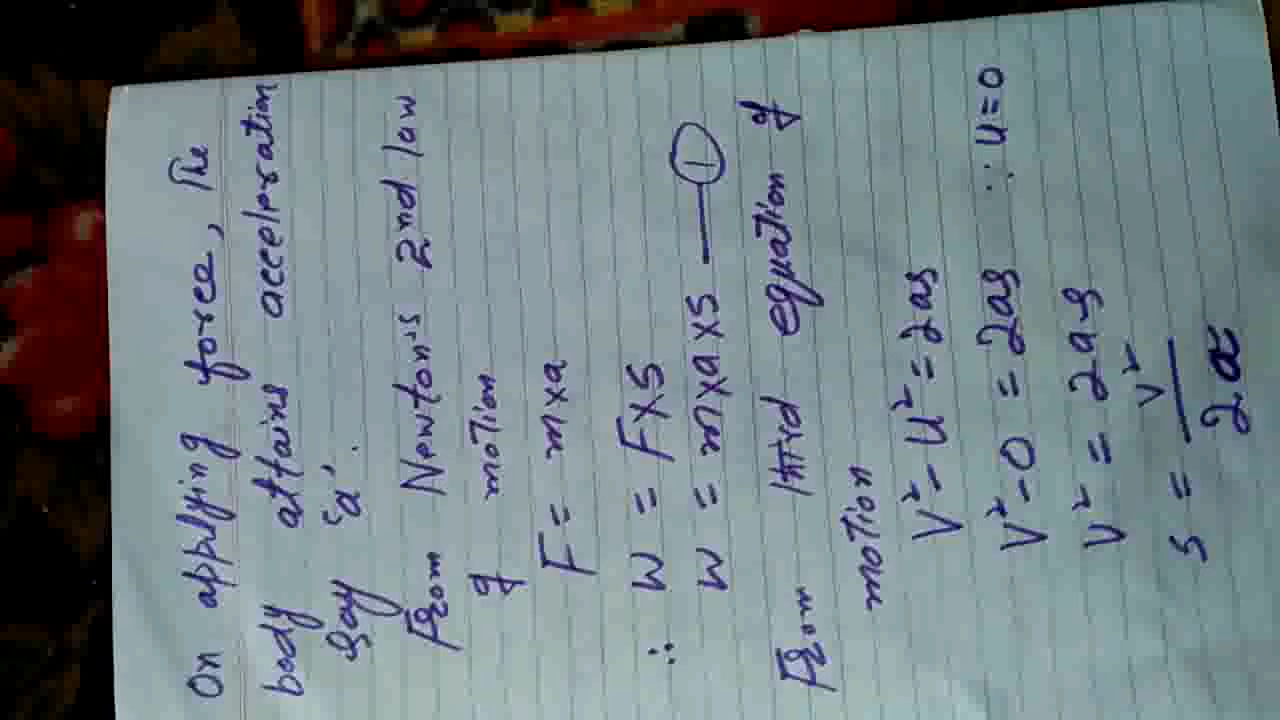 On applying force, The
body attains acceleration
say 'a'.
From Newton's 2nd law
of motion
F = m×a
∴ W = F×S
W = m×a×S — ①
From third equation of
motion
V² - U² = 2as
V² - 0 = 2as ∵ U=0
V² = 2as
S = V²/2a